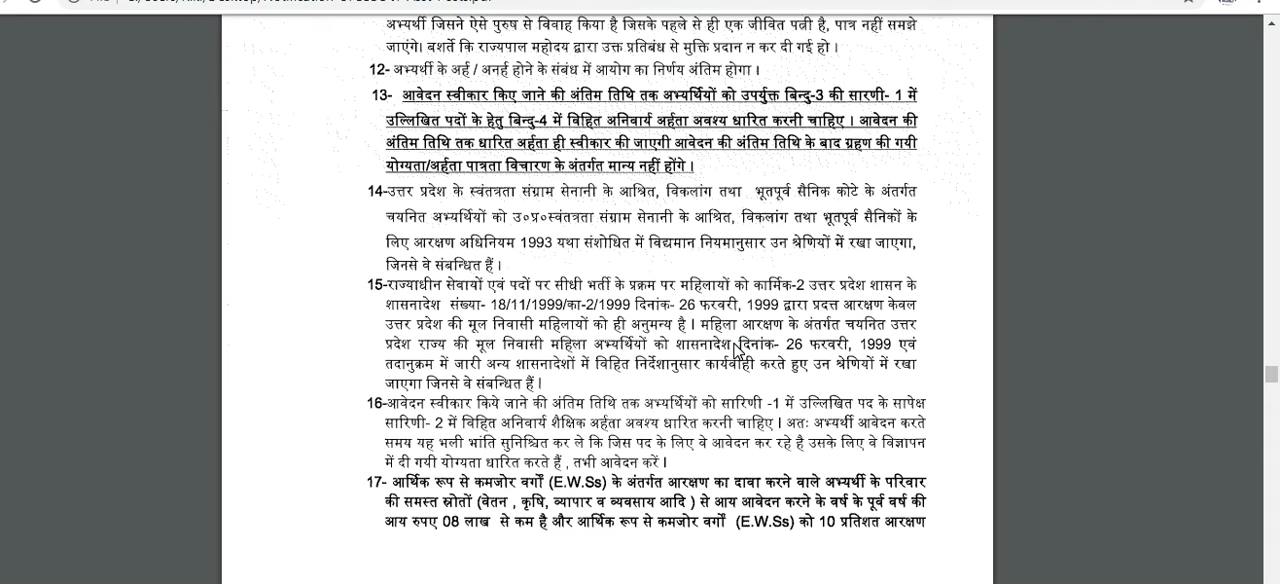 अभ्यर्थी जिसने ऐसे पुरुष से विवाह किया है जिसके पहले से ही एक जीवित पत्नी है, पात्र नहीं समझे
जाएंगे। बशर्ते कि राज्यपाल महोदय द्वारा उक्त प्रतिबंध से मुक्ति प्रदान न कर दी गई हो।
12- अभ्यर्थी के अर्ह / अनर्ह होने के संबंध में आयोग का निर्णय अंतिम होगा।
13- आवेदन स्वीकार किए जाने की अंतिम तिथि तक अभ्यर्थियों को उपर्युक्त बिन्दु-3 की सारणी- 1 में
उल्लिखित पदों के हेतु बिन्दु-4 में विहित अनिवार्य अर्हता अवश्य धारित करनी चाहिए। आवेदन की
अंतिम तिथि तक धारित अर्हता ही स्वीकार की जाएगी आवेदन की अंतिम तिथि के बाद ग्रहण की गयी
योग्यता/अर्हता पात्रता विचारण के अंतर्गत मान्य नहीं होंगे।
14-उत्तर प्रदेश के स्वंतत्रता संग्राम सेनानी के आश्रित, विकलांग तथा भूतपूर्व सैनिक कोटे के अंतर्गत
चयनित अभ्यर्थियों को उ०प्र०स्वंतत्रता संग्राम सेनानी के आश्रित, विकलांग तथा भूतपूर्व सैनिकों के
लिए आरक्षण अधिनियम 1993 यथा संशोधित में विद्यमान नियमानुसार उन श्रेणियों में रखा जाएगा,
जिनसे वे संबन्धित हैं।
15-राज्याधीन सेवायों एवं पदों पर सीधी भर्ती के प्रक्रम पर महिलायों को कार्मिक-2 उत्तर प्रदेश शासन के
शासनादेश संख्या- 18/11/1999/का-2/1999 दिनांक- 26 फरवरी, 1999 द्वारा प्रदत्त आरक्षण केवल
उत्तर प्रदेश की मूल निवासी महिलायों को ही अनुमन्य है। महिला आरक्षण के अंतर्गत चयनित उत्तर
प्रदेश राज्य की मूल निवासी महिला अभ्यर्थियों को शासनादेश दिनांक- 26 फरवरी, 1999 एवं
तदानुक्रम में जारी अन्य शासनादेशों में विहित निर्देशानुसार कार्यवाही करते हुए उन श्रेणियों में रखा
जाएगा जिनसे वे संबन्धित हैं।
16-आवेदन स्वीकार किये जाने की अंतिम तिथि तक अभ्यर्थियों को सारिणी -1 में उल्लिखित पद के सापेक्ष
सारिणी- 2 में विहित अनिवार्य शैक्षिक अर्हता अवश्य धारित करनी चाहिए। अतः अभ्यर्थी आवेदन करते
समय यह भली भांति सुनिश्चित कर ले कि जिस पद के लिए वे आवेदन कर रहे है उसके लिए वे विज्ञापन
में दी गयी योग्यता धारित करते हैं , तभी आवेदन करें।
17- आर्थिक रूप से कमजोर वर्गों (E.W.Ss) के अंतर्गत आरक्षण का दावा करने वाले अभ्यर्थी के परिवार
की समस्त स्रोतों (वेतन , कृषि, व्यापार व व्यवसाय आदि ) से आय आवेदन करने के वर्ष के पूर्व वर्ष की
आय रुपए 08 लाख से कम है और आर्थिक रूप से कमजोर वर्गों (E.W.Ss) को 10 प्रतिशत आरक्षण